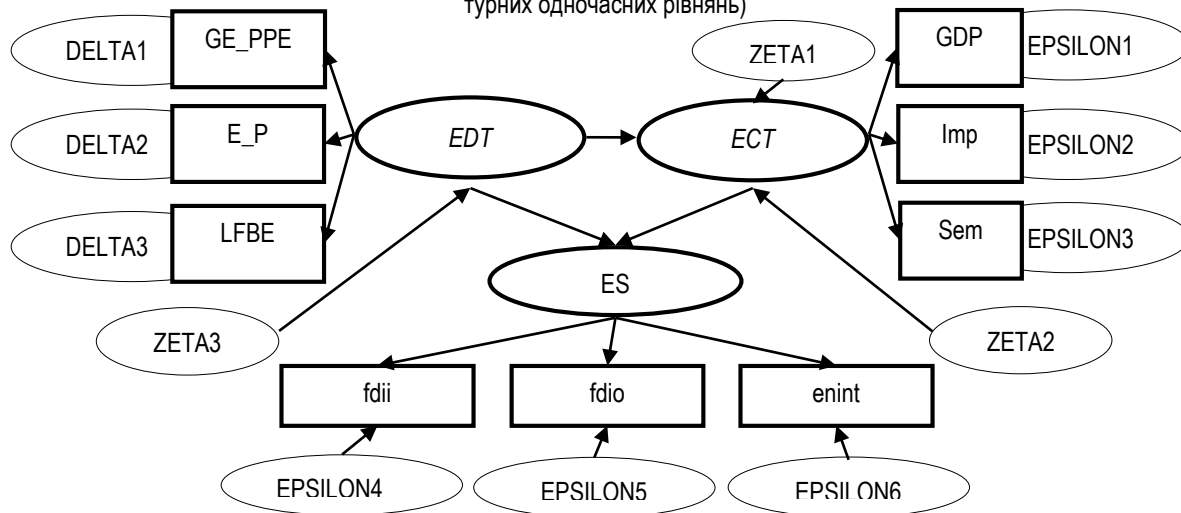 турних одночасних рівнянь)
DELTA1
GE_PPE
ZETA1
GDP
EPSILON1
DELTA2
E_P
EDT
ECT
Imp
EPSILON2
DELTA3
LFBE
Sem
EPSILON3
ES
ZETA3
ZETA2
fdii
fdio
enint
EPSILON4
EPSILON5
EPSILON6